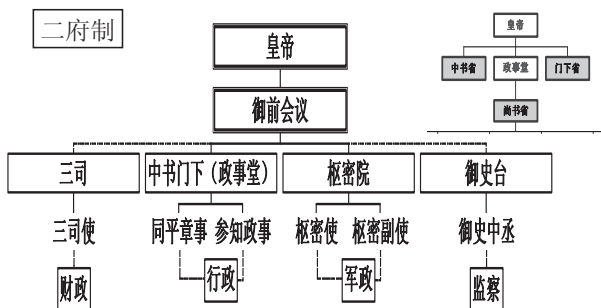 二府制
皇帝
御前会议
三司 中书门下（政事堂） 枢密院 御史台
三司使 同平章事 参知政事 枢密使 枢密副使 御史中丞
财政 行政 军政 监察
皇帝
中书省 政事堂 门下省
尚书省